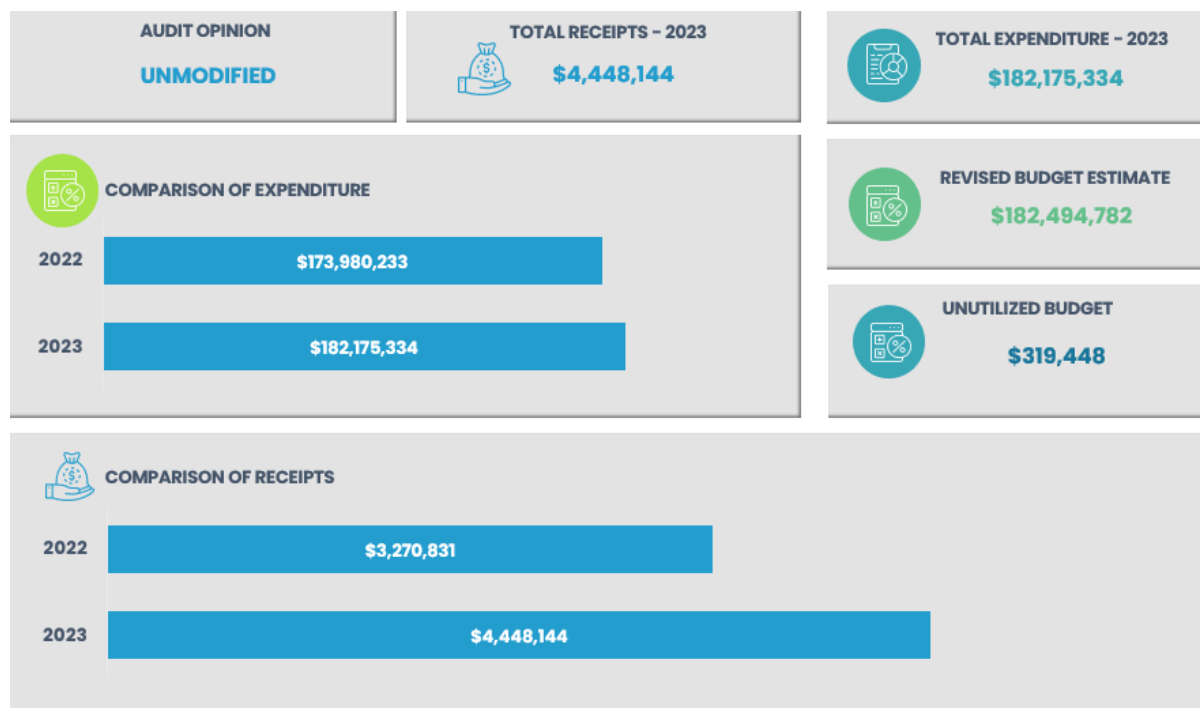 AUDIT OPINION
UNMODIFIED
TOTAL RECEIPTS - 2023
$4,448,144
TOTAL EXPENDITURE - 2023
$182,175,334
COMPARISON OF EXPENDITURE
2022
$173,980,233
2023
$182,175,334
REVISED BUDGET ESTIMATE
$182,494,782
UNUTILIZED BUDGET
$319,448
COMPARISON OF RECEIPTS
2022
$3,270,831
2023
$4,448,144